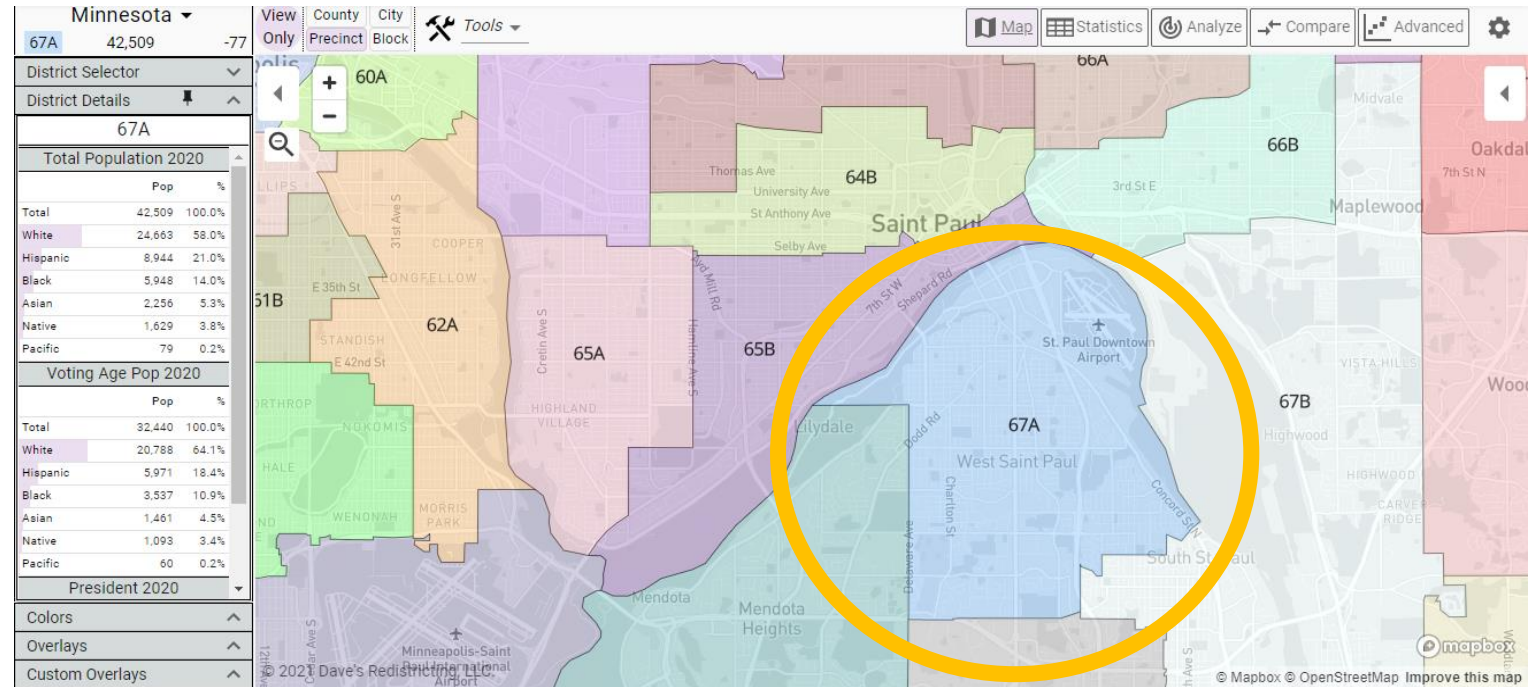 Minnesota
67A 42,509 -77
View Only
County City
Precinct Block
Tools
Map
Statistics
Analyze
Compare
Advanced
District Selector
District Details
67A
Total Population 2020
Pop %
Total 42,509 100.0%
White 24,663 58.0%
Hispanic 8,944 21.0%
Black 5,948 14.0%
Asian 2,256 5.3%
Native 1,629 3.8%
Pacific 79 0.2%
Voting Age Pop 2020
Pop %
Total 32,440 100.0%
White 20,788 64.1%
Hispanic 5,971 18.4%
Black 3,537 10.9%
Asian 1,461 4.5%
Native 1,093 3.4%
Pacific 60 0.2%
President 2020
Colors
Overlays
Custom Overlays
+
−
60A
66A
Midvale
66B
Oakdal
7th St N
Thomas Ave
64B
University Ave
3rd St E
LLIPS
31st Ave S
St Anthony Ave
Saint Paul
Maplewood
COOPER
Selby Ave
LONGFELLOW
E 35th St
7th St W
Shepard Rd
51B
62A
STANDISH
E 42nd St
Cretin Ave S
65A
Hamline Ave S
65B
St. Paul Downtown
Airport
VISTA HILLS
Wood
67B
ORTHROP
NOKOMIS
HIGHLAND
VILLAGE
Lilydale
Dodd Rd
67A
Highwood
West Saint Paul
HALE
HIGHWOOD
Charlton St
Concord St N
CARVER
RIDGE
WENONAH
MORRIS
PARK
Delaware Ave
South St Paul
Mendota
Mendota
Heights
Minneapolis-Saint
Paul International
Airport
© 2021 Dave's Redistricting, LLC
mapbox
© Mapbox © OpenStreetMap Improve this map